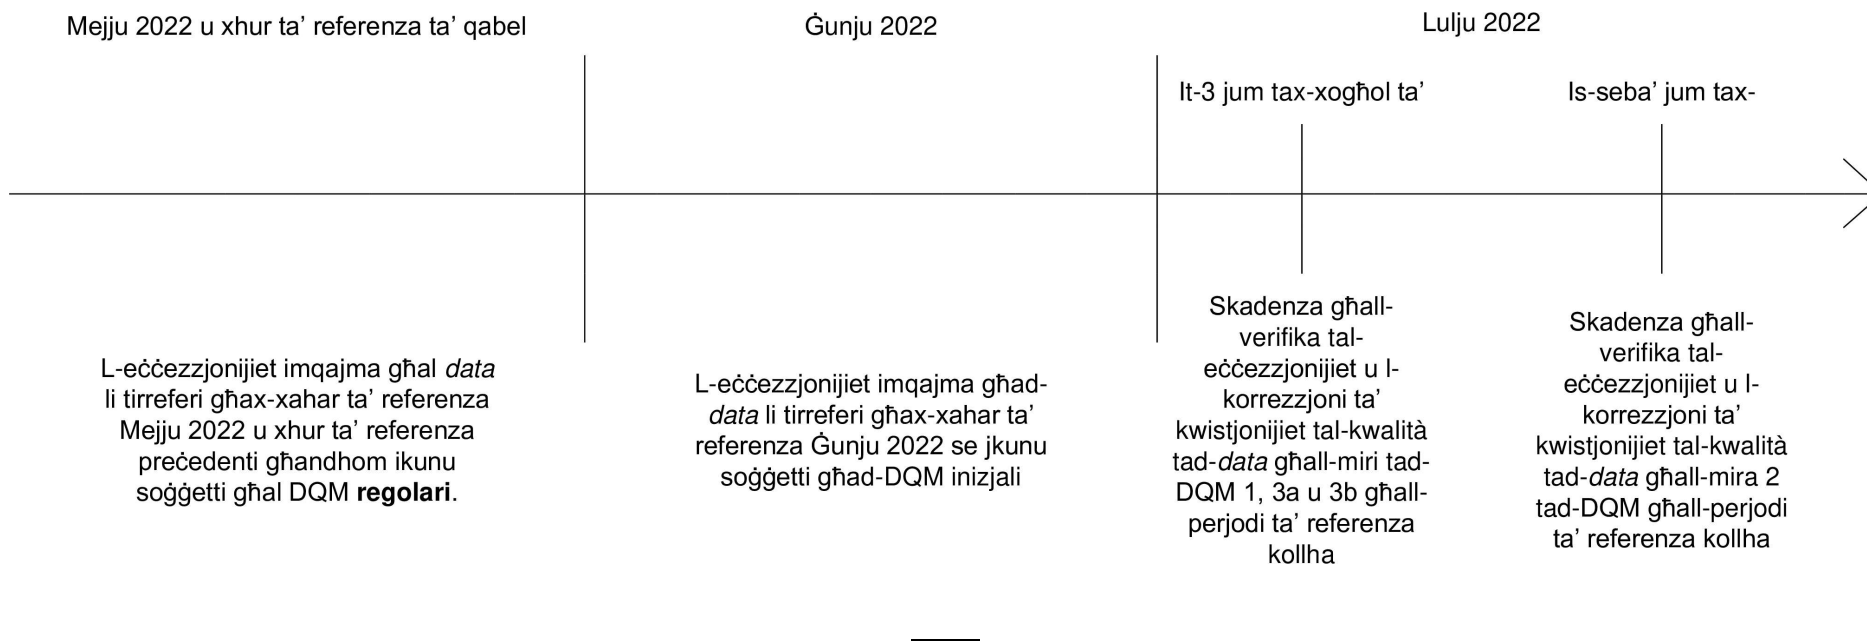 Mejju 2022 u xhur ta’ referenza ta’ qabel
Ġunju 2022
Lulju 2022
It-3 jum tax-xogħol ta’
Is-seba’ jum tax-
L-eċċezzjonijiet imqajma għal data
li tirreferi għax-xahar ta’ referenza
Mejju 2022 u xhur ta’ referenza
preċedenti għandhom ikunu
soġġetti għal DQM regolari.
L-eċċezzjonijiet imqajma għad-
data li tirreferi għax-xahar ta’
referenza Ġunju 2022 se jkunu
soġġetti għad-DQM inizjali
Skadenza għall-
verifika tal-
eċċezzjonijiet u l-
korrezzjoni ta’
kwistjonijiet tal-kwalità
tad-data għall-miri tad-
DQM 1, 3a u 3b għall-
perjodi ta’ referenza
kollha
Skadenza għall-
verifika tal-
eċċezzjonijiet u l-
korrezzjoni ta’
kwistjonijiet tal-kwalità
tad-data għall-mira 2
tad-DQM għall-perjodi
ta’ referenza kollha